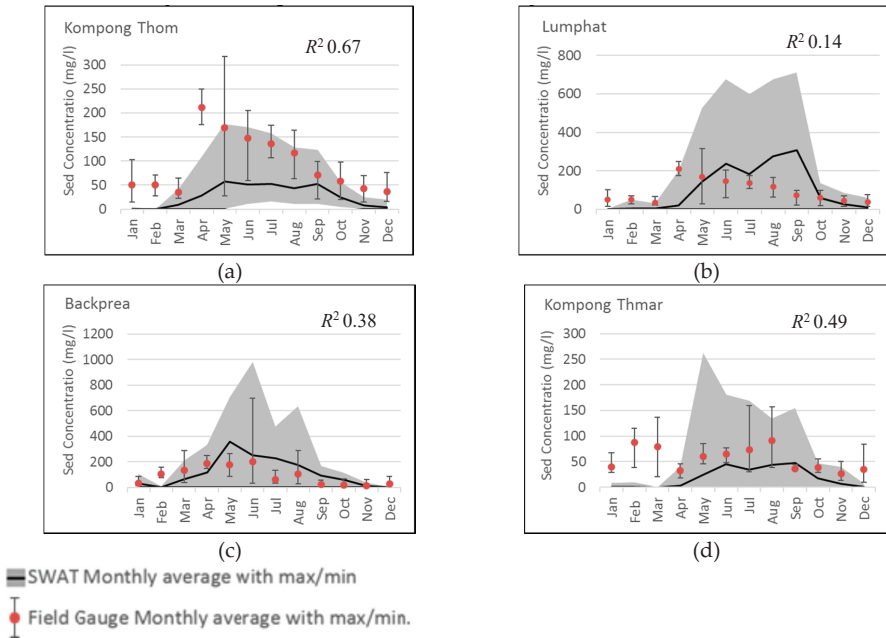 Kompong Thom
R² 0.67
Sed Concentratio (mg/l)
300
250
200
150
100
50
0
Jan
Feb
Mar
Apr
May
Jun
Jul
Aug
Sep
Oct
Nov
Dec
(a)
Lumphat
R² 0.14
Sed Concentratio (mg/l)
800
600
400
200
0
Jan
Feb
Mar
Apr
May
Jun
Jul
Aug
Sep
Oct
Nov
Dec
(b)
Backprea
R² 0.38
Sed Concentratio (mg/l)
1200
1000
800
600
400
200
0
Jan
Feb
Mar
Apr
May
Jun
Jul
Aug
Sep
Oct
Nov
Dec
(c)
Kompong Thmar
R² 0.49
Sed Concentratio (mg/l)
300
250
200
150
100
50
0
Jan
Feb
Mar
Apr
May
Jun
Jul
Aug
Sep
Oct
Nov
Dec
(d)
SWAT Monthly average with max/min
Field Gauge Monthly average with max/min.